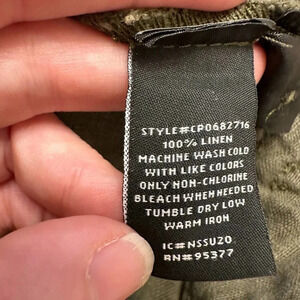 STYLE#CP0682716
100% LINEN
MACHINE WASH COLD
WITH LIKE COLORS
ONLY NON-CHLORINE
BLEACH WHEN NEEDED
TUMBLE DRY LOW
WARM IRON
IC#NSSU20
RN#95377